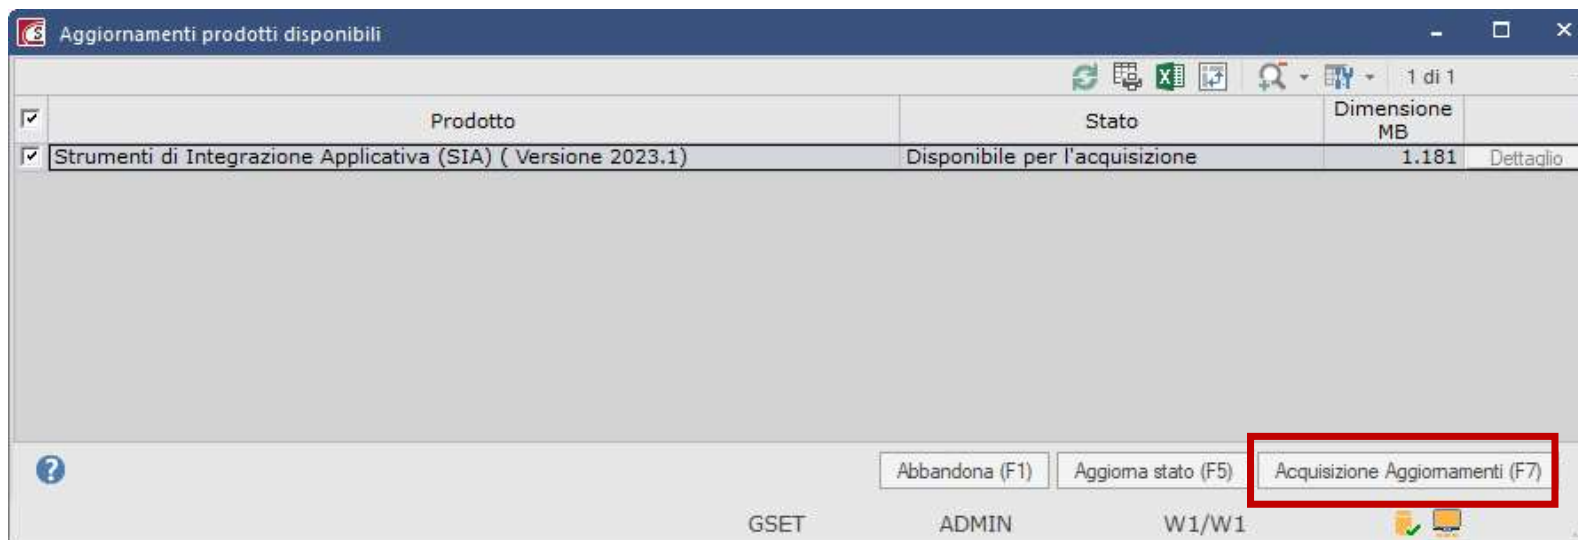 Aggiornamenti prodotti disponibili
1 di 1
Prodotto Stato Dimensione MB
Strumenti di Integrazione Applicativa (SIA) ( Versione 2023.1) Disponibile per l'acquisizione 1.181 Dettaglio
Abbandona (F1) Aggiorna stato (F5) Acquisizione Aggiornamenti (F7)
GSET ADMIN W1/W1